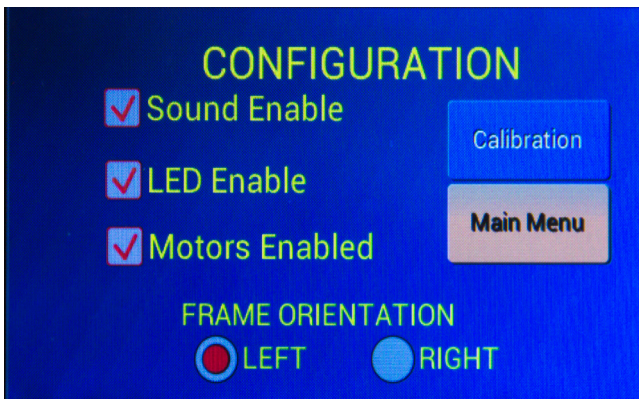 CONFIGURATION
Sound Enable
Calibration
LED Enable
Main Menu
Motors Enabled
FRAME ORIENTATION
LEFT RIGHT